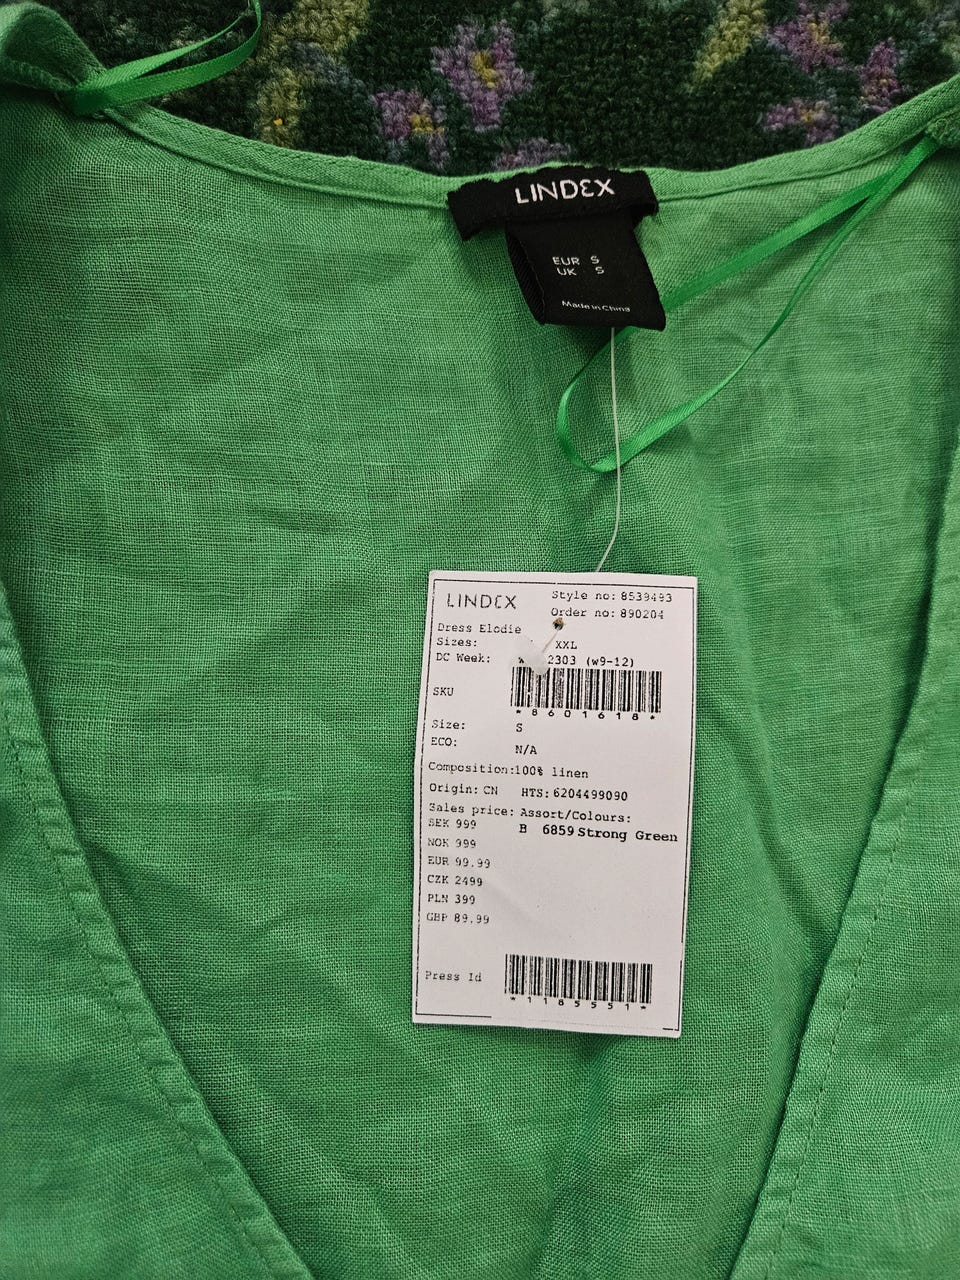 LINDEX
EUR S
UK S
Made in China
LINDEX
Style no: 8539493
Order no: 890204
Dress Elodie
Sizes: XXL
DC Week: 2303 (w9-12)
SKU
*8601618*
Size: S
ECO: N/A
Composition:100% linen
Origin: CN HTS: 6204499090
Sales price: Assort/Colours:
SEK 999 B 6859 Strong Green
NOK 999
EUR 99.99
CZK 2499
PLN 399
GBP 89.99
Press Id
*1185551*